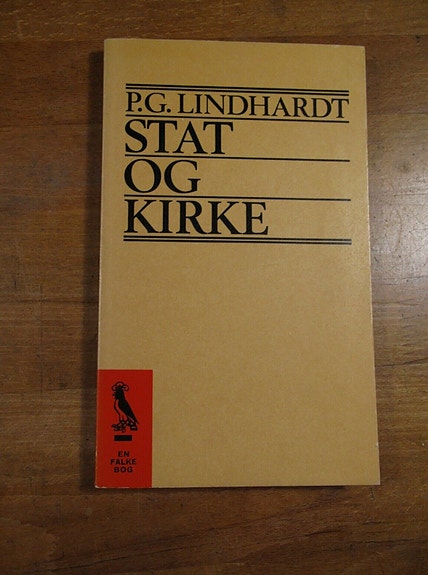 P.G. LINDHARDT
STAT
OG
KIRKE
EN
FALKE
BOG